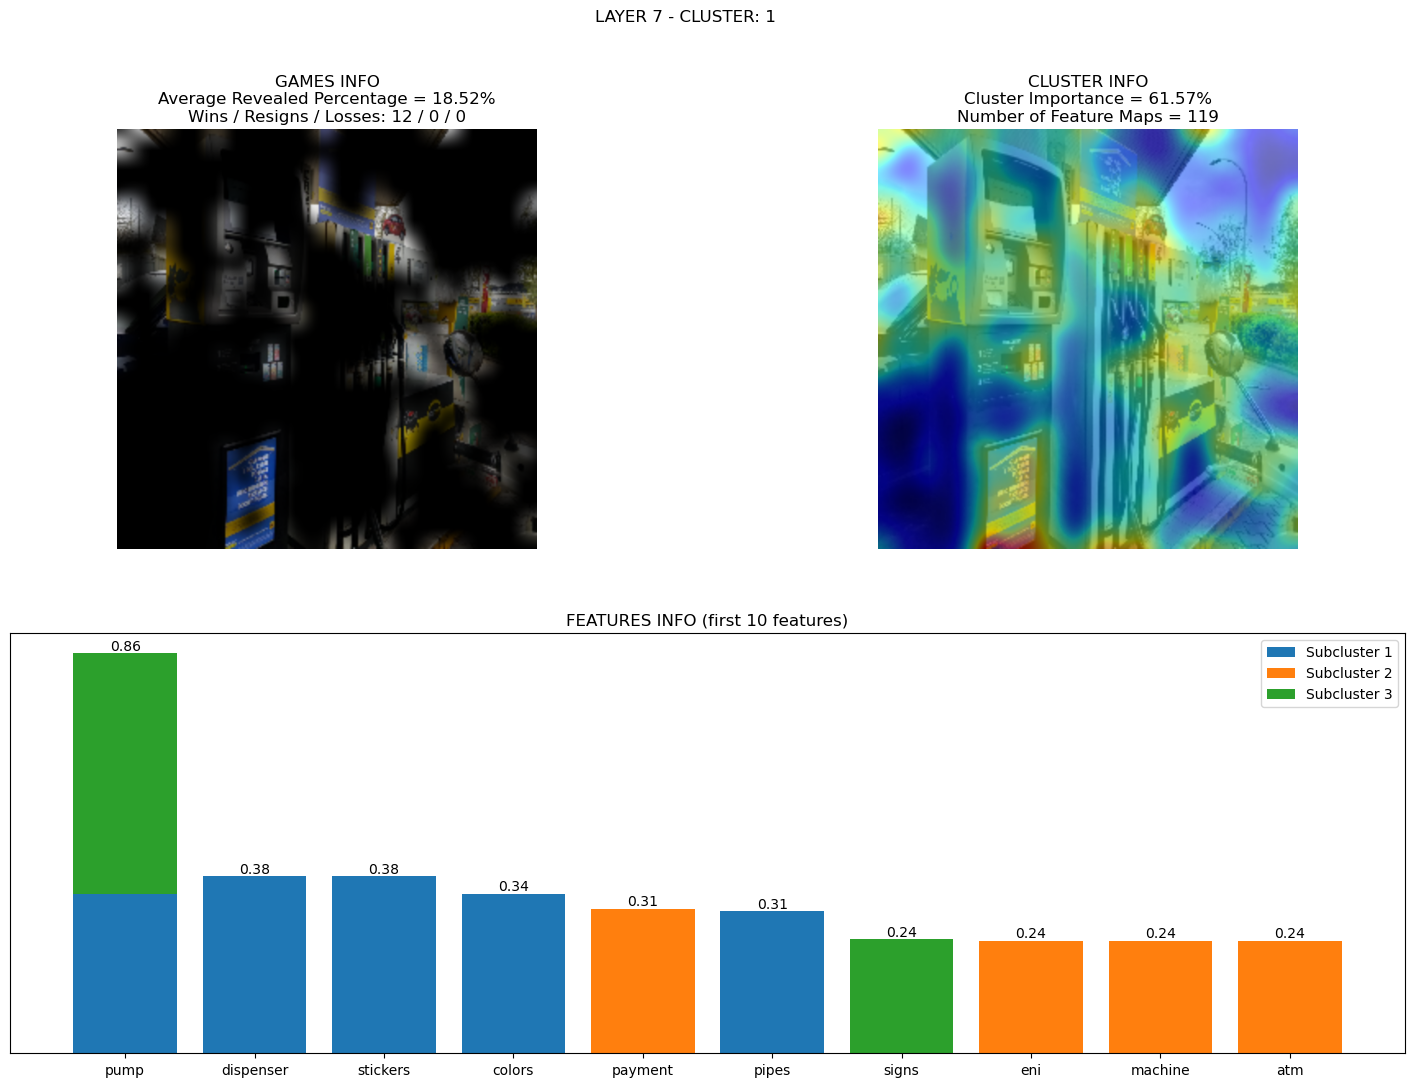 LAYER 7 - CLUSTER: 1
GAMES INFO
Average Revealed Percentage = 18.52%
Wins / Resigns / Losses: 12 / 0 / 0
CLUSTER INFO
Cluster Importance = 61.57%
Number of Feature Maps = 119
FEATURES INFO (first 10 features)
0.86
0.38
0.38
0.34
0.31
0.31
0.24
0.24
0.24
0.24
Subcluster 1
Subcluster 2
Subcluster 3
pump
dispenser
stickers
colors
payment
pipes
signs
eni
machine
atm